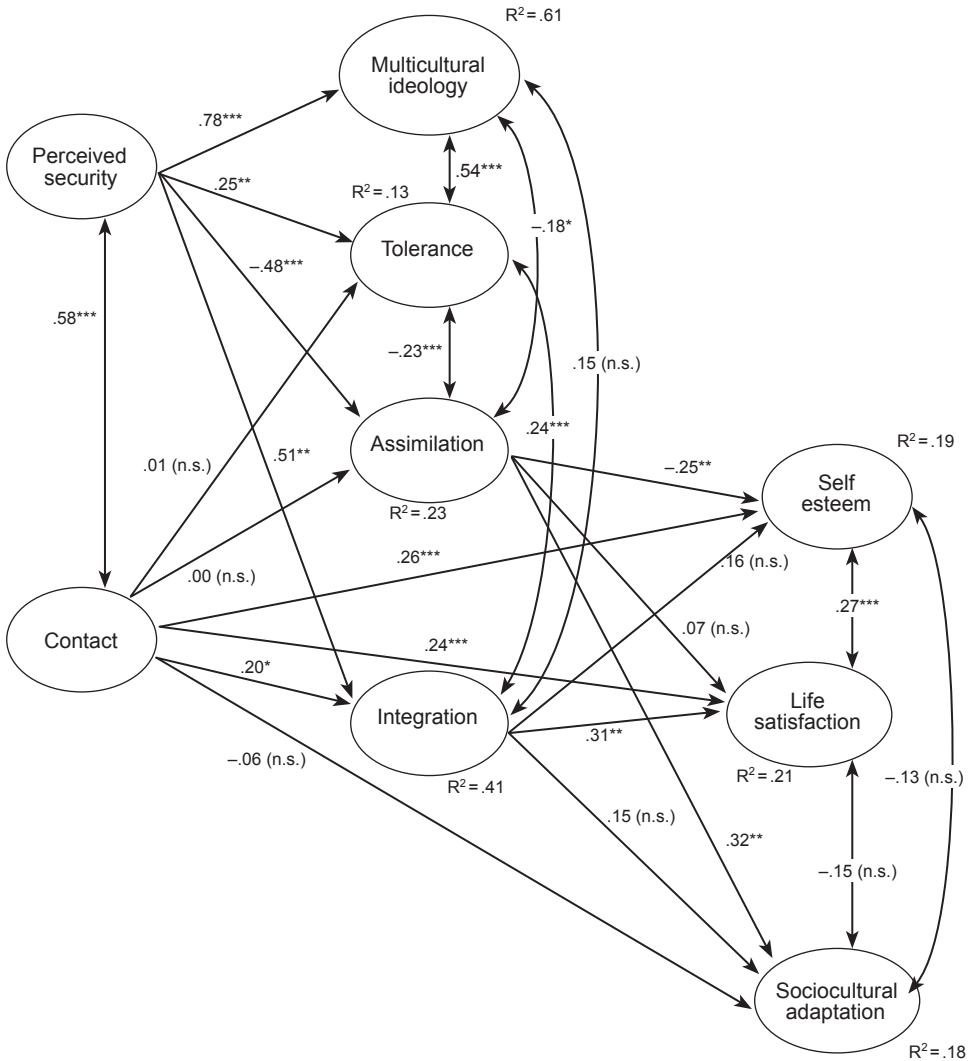 R² = .61
Multicultural
ideology
.78***
Perceived
security
.54***
.25**
R² = .13
Tolerance
–.18*
–.48***
.58***
–.23***
.15 (n.s.)
.24***
Assimilation
.51**
R² = .19
.01 (n.s.)
–.25**
Self
esteem
R² = .23
.26***
.16 (n.s.)
.00 (n.s.)
.27***
.07 (n.s.)
Contact
.24***
.20*
Life
satisfaction
Integration
.31**
–.06 (n.s.)
R² = .21
–.13 (n.s.)
R² = .41
.15 (n.s.)
.32**
–.15 (n.s.)
Sociocultural
adaptation
R² = .18